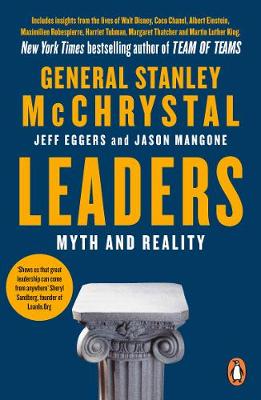 Includes insights from the lives of Walt Disney, Coco Chanel, Albert Einstein,
Maximilien Robespierre, Harriet Tubman, Margaret Thatcher and Martin Luther King.
New York Times bestselling author of TEAM OF TEAMS
GENERAL STANLEY
McCHRYSTAL
JEFF EGGERS and JASON MANGONE
LEADERS
MYTH AND REALITY
'Shows us that great
leadership can come
from anywhere' Sheryl
Sandberg, founder of
LeanIn.Org